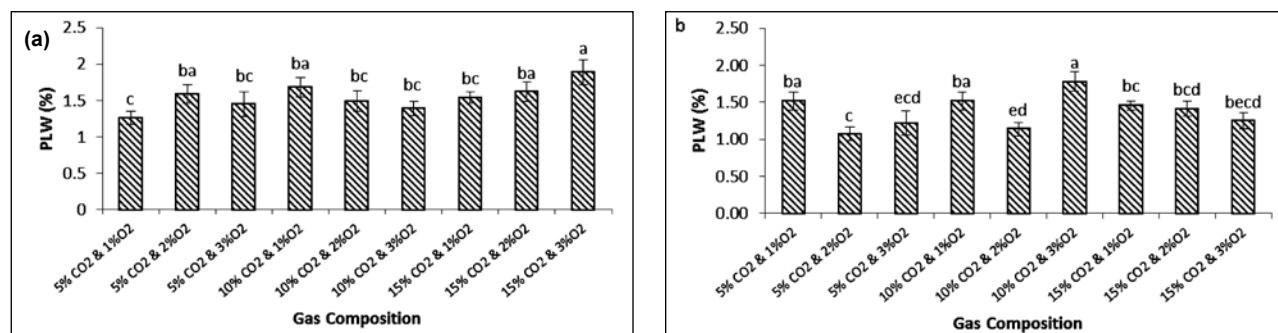 (a)
2.5
2
1.5
1
0.5
0
PLW (%)
c
ba
bc
ba
bc
bc
bc
ba
a
5% CO2 & 1%O2
5% CO2 & 2%O2
5% CO2 & 3%O2
10% CO2 & 1%O2
10% CO2 & 2%O2
10% CO2 & 3%O2
15% CO2 & 1%O2
15% CO2 & 2%O2
15% CO2 & 3%O2
Gas Composition
b
2.50
2.00
1.50
1.00
0.50
0.00
PLW (%)
ba
c
ecd
ba
ed
a
bc
bcd
becd
5% CO2 & 1%O2
5% CO2 & 2%O2
5% CO2 & 3%O2
10% CO2 & 1%O2
10% CO2 & 2%O2
10% CO2 & 3%O2
15% CO2 & 1%O2
15% CO2 & 2%O2
15% CO2 & 3%O2
Gas Composition